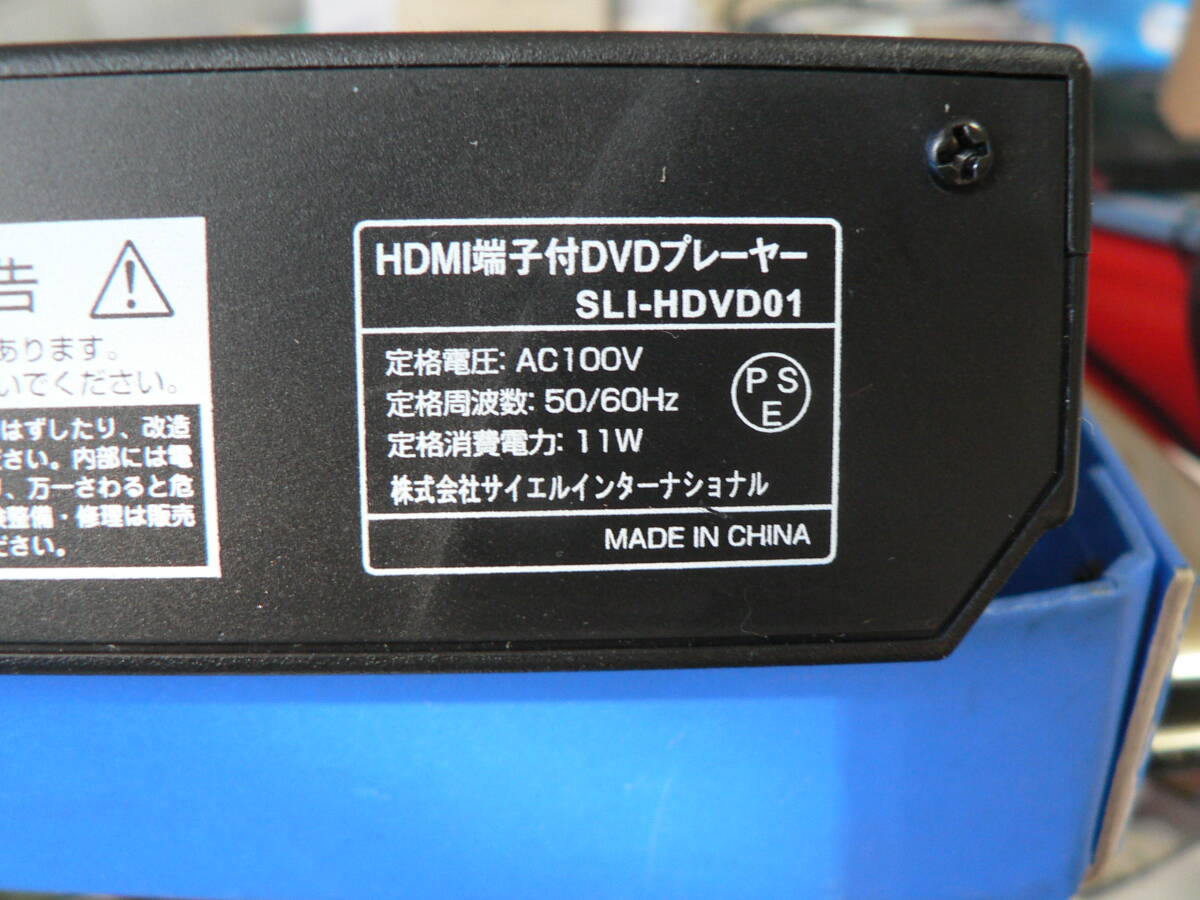 告
あります。
いでください。
はずしたり、改造
ださい。内部には電
り、万一さわると危
検整備・修理は販売
ださい。
HDMI端子付DVDプレーヤー
SLI-HDVD01
定格電圧: AC100V
定格周波数: 50/60Hz
定格消費電力: 11W
PSE
株式会社サイエルインターナショナル
MADE IN CHINA